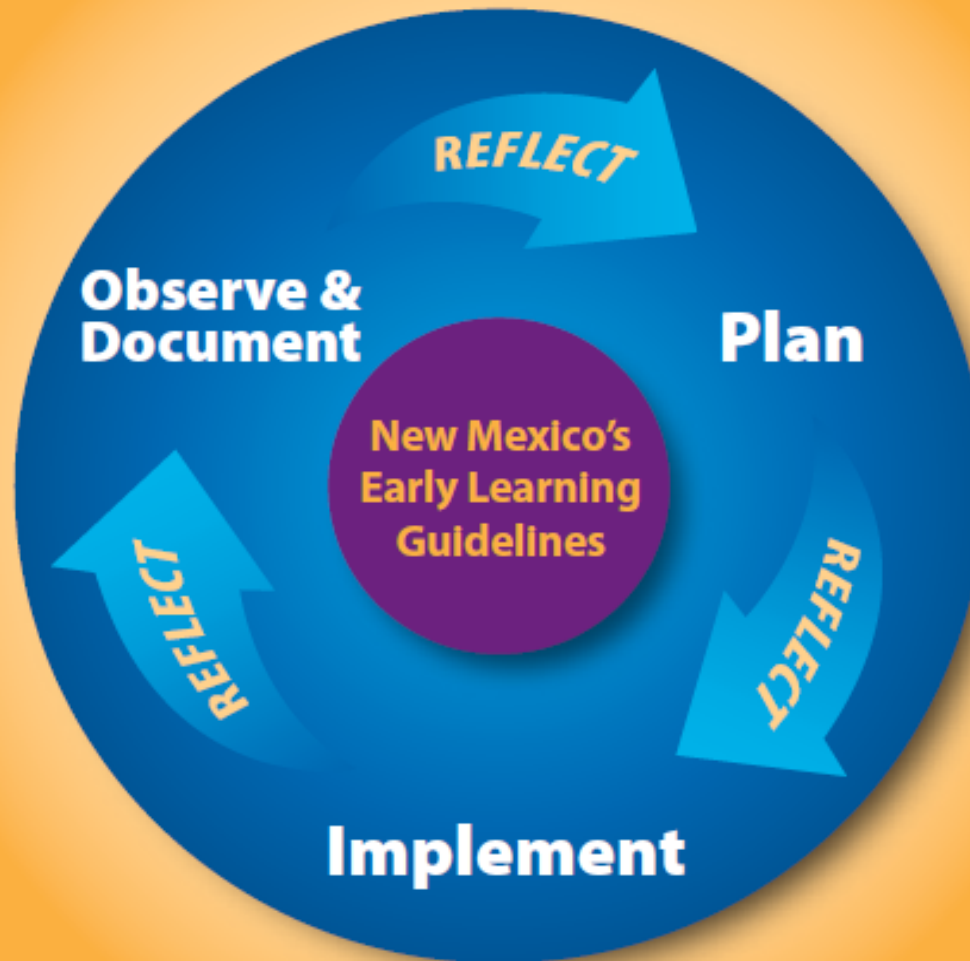 REFLECT
Observe &
Document
Plan
New Mexico's
Early Learning
Guidelines
REFLECT
REFLECT
Implement